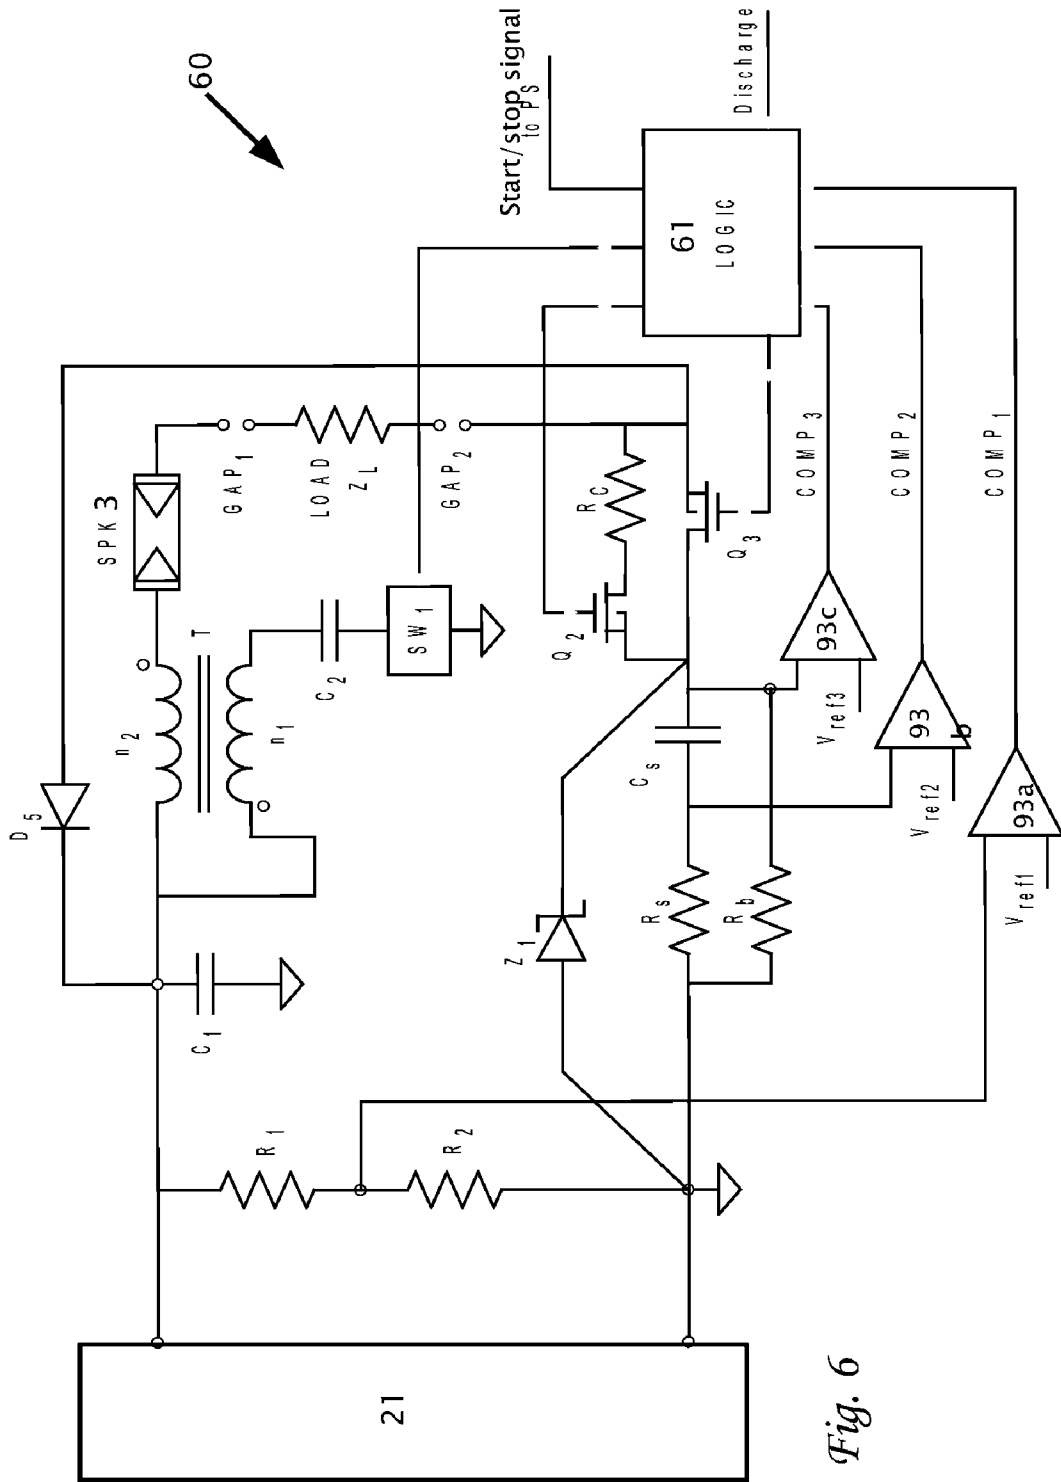 60
Start/stop signal
to PS
Discharge
61
LOGIC
D5
SPK3
n2
T
n1
GAP1
LOAD
ZL
GAP2
C2
SW1
C1
RC
Q2
Q3
COMP3
COMP2
COMP1
93c
93
b
93a
Vref3
Vref2
Vref1
Cs
Rs
Rb
Z1
R1
R2
21
Fig. 6